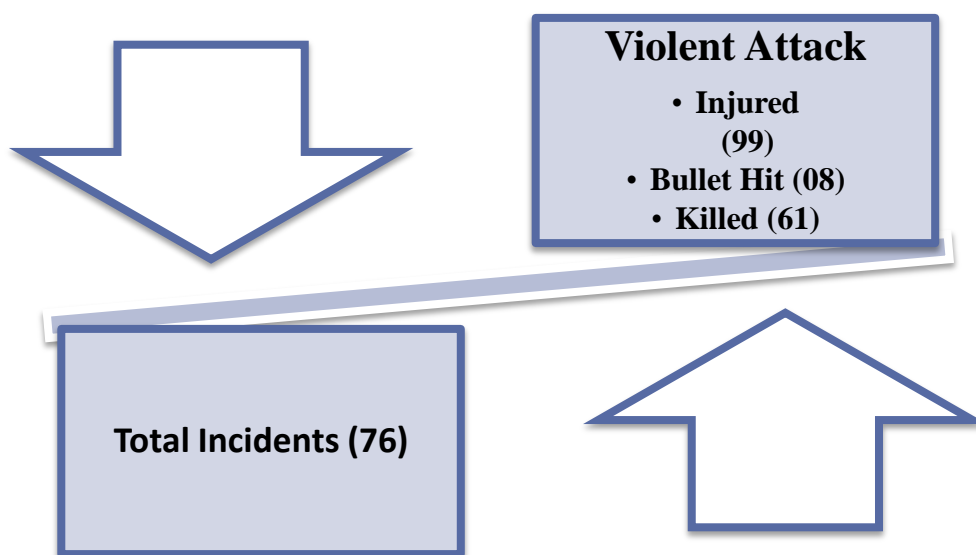 Violent Attack
• Injured
(99)
• Bullet Hit (08)
• Killed (61)
Total Incidents (76)